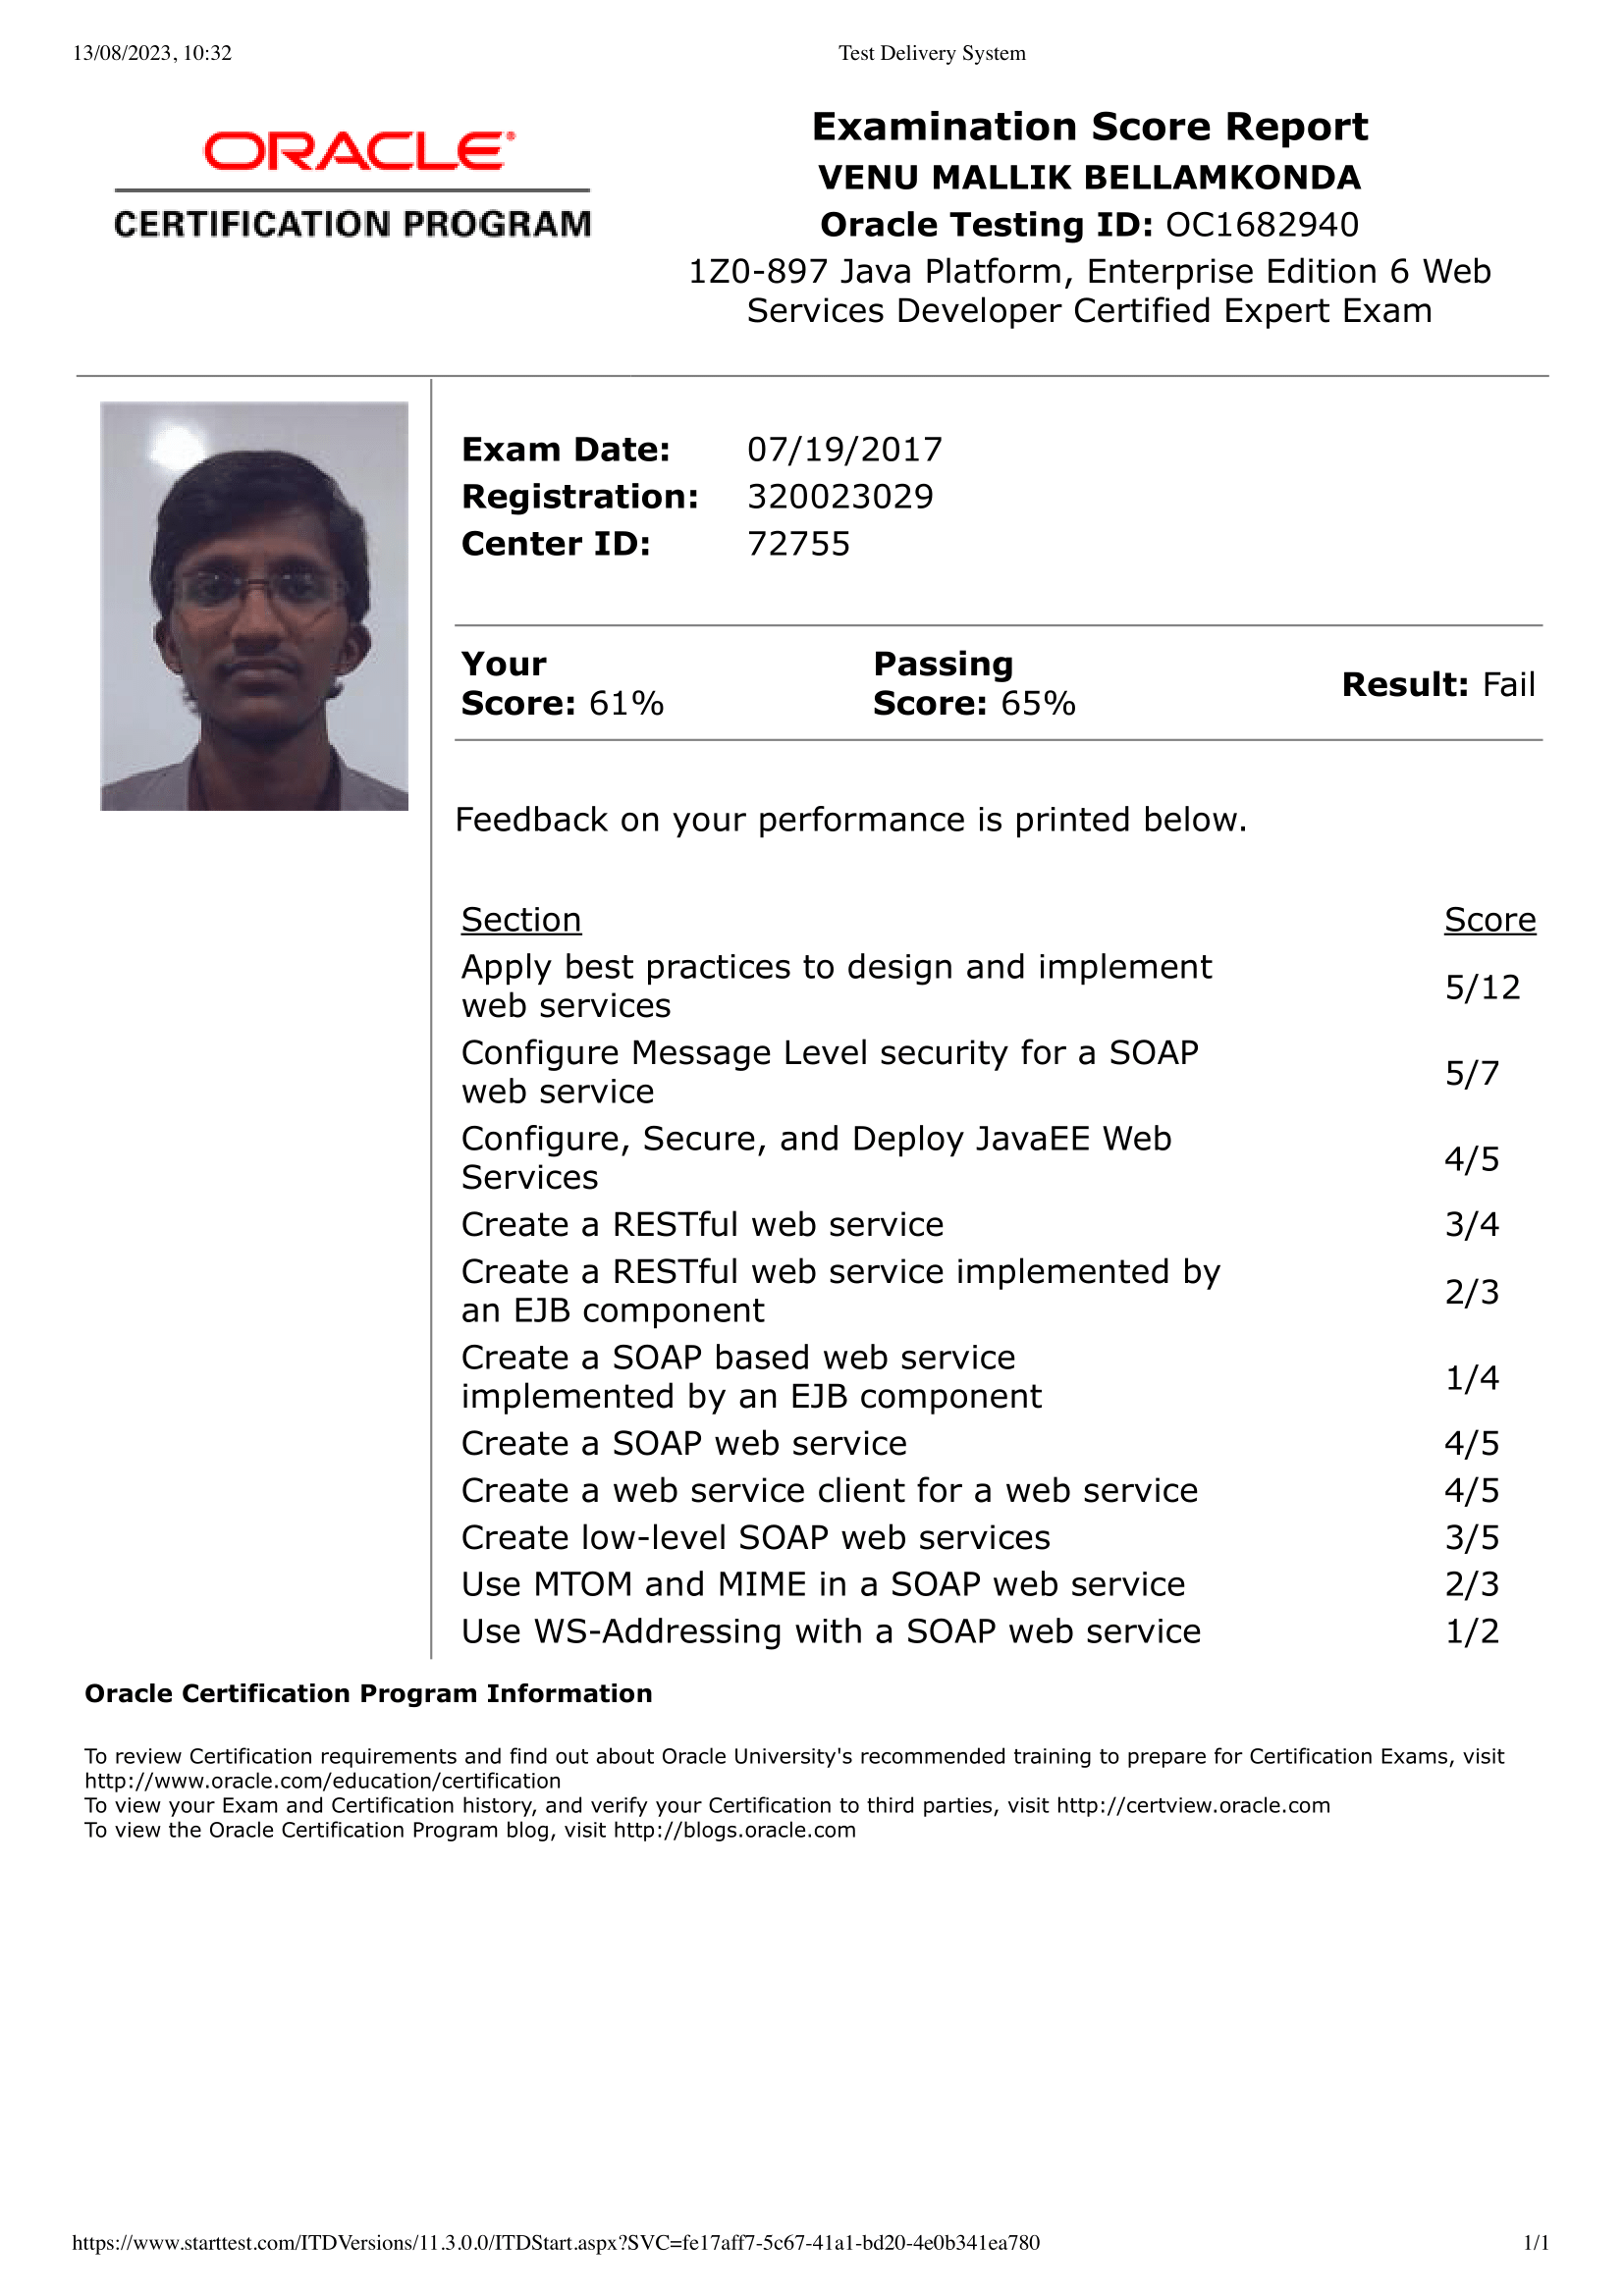 13/08/2023, 10:32 Test Delivery System
ORACLE®
CERTIFICATION PROGRAM
Examination Score Report
VENU MALLIK BELLAMKONDA
Oracle Testing ID: OC1682940
1Z0-897 Java Platform, Enterprise Edition 6 Web
Services Developer Certified Expert Exam
Exam Date: 07/19/2017
Registration: 320023029
Center ID: 72755
Your
Score: 61%
Passing
Score: 65%
Result: Fail
Feedback on your performance is printed below.
Section Score
Apply best practices to design and implement
web services 5/12
Configure Message Level security for a SOAP
web service 5/7
Configure, Secure, and Deploy JavaEE Web
Services 4/5
Create a RESTful web service 3/4
Create a RESTful web service implemented by
an EJB component 2/3
Create a SOAP based web service
implemented by an EJB component 1/4
Create a SOAP web service 4/5
Create a web service client for a web service 4/5
Create low-level SOAP web services 3/5
Use MTOM and MIME in a SOAP web service 2/3
Use WS-Addressing with a SOAP web service 1/2
Oracle Certification Program Information
To review Certification requirements and find out about Oracle University's recommended training to prepare for Certification Exams, visit
http://www.oracle.com/education/certification
To view your Exam and Certification history, and verify your Certification to third parties, visit http://certview.oracle.com
To view the Oracle Certification Program blog, visit http://blogs.oracle.com
https://www.starttest.com/ITDVersions/11.3.0.0/ITDStart.aspx?SVC=fe17aff7-5c67-41a1-bd20-4e0b341ea780 1/1